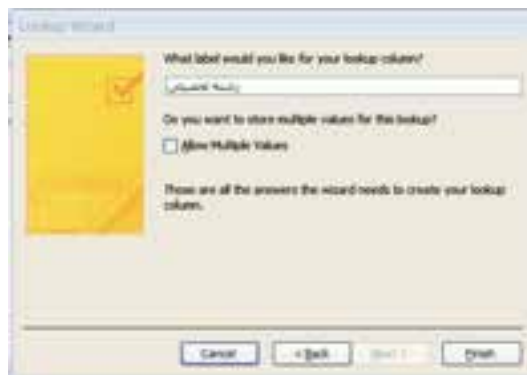 Lookup Wizard
What label would you like for your lookup column?
رشته تحصیلی
Do you want to store multiple values for this lookup?
Allow Multiple Values
Those are all the answers the wizard needs to create your lookup
column.
Cancel
< Back
Next >
Finish